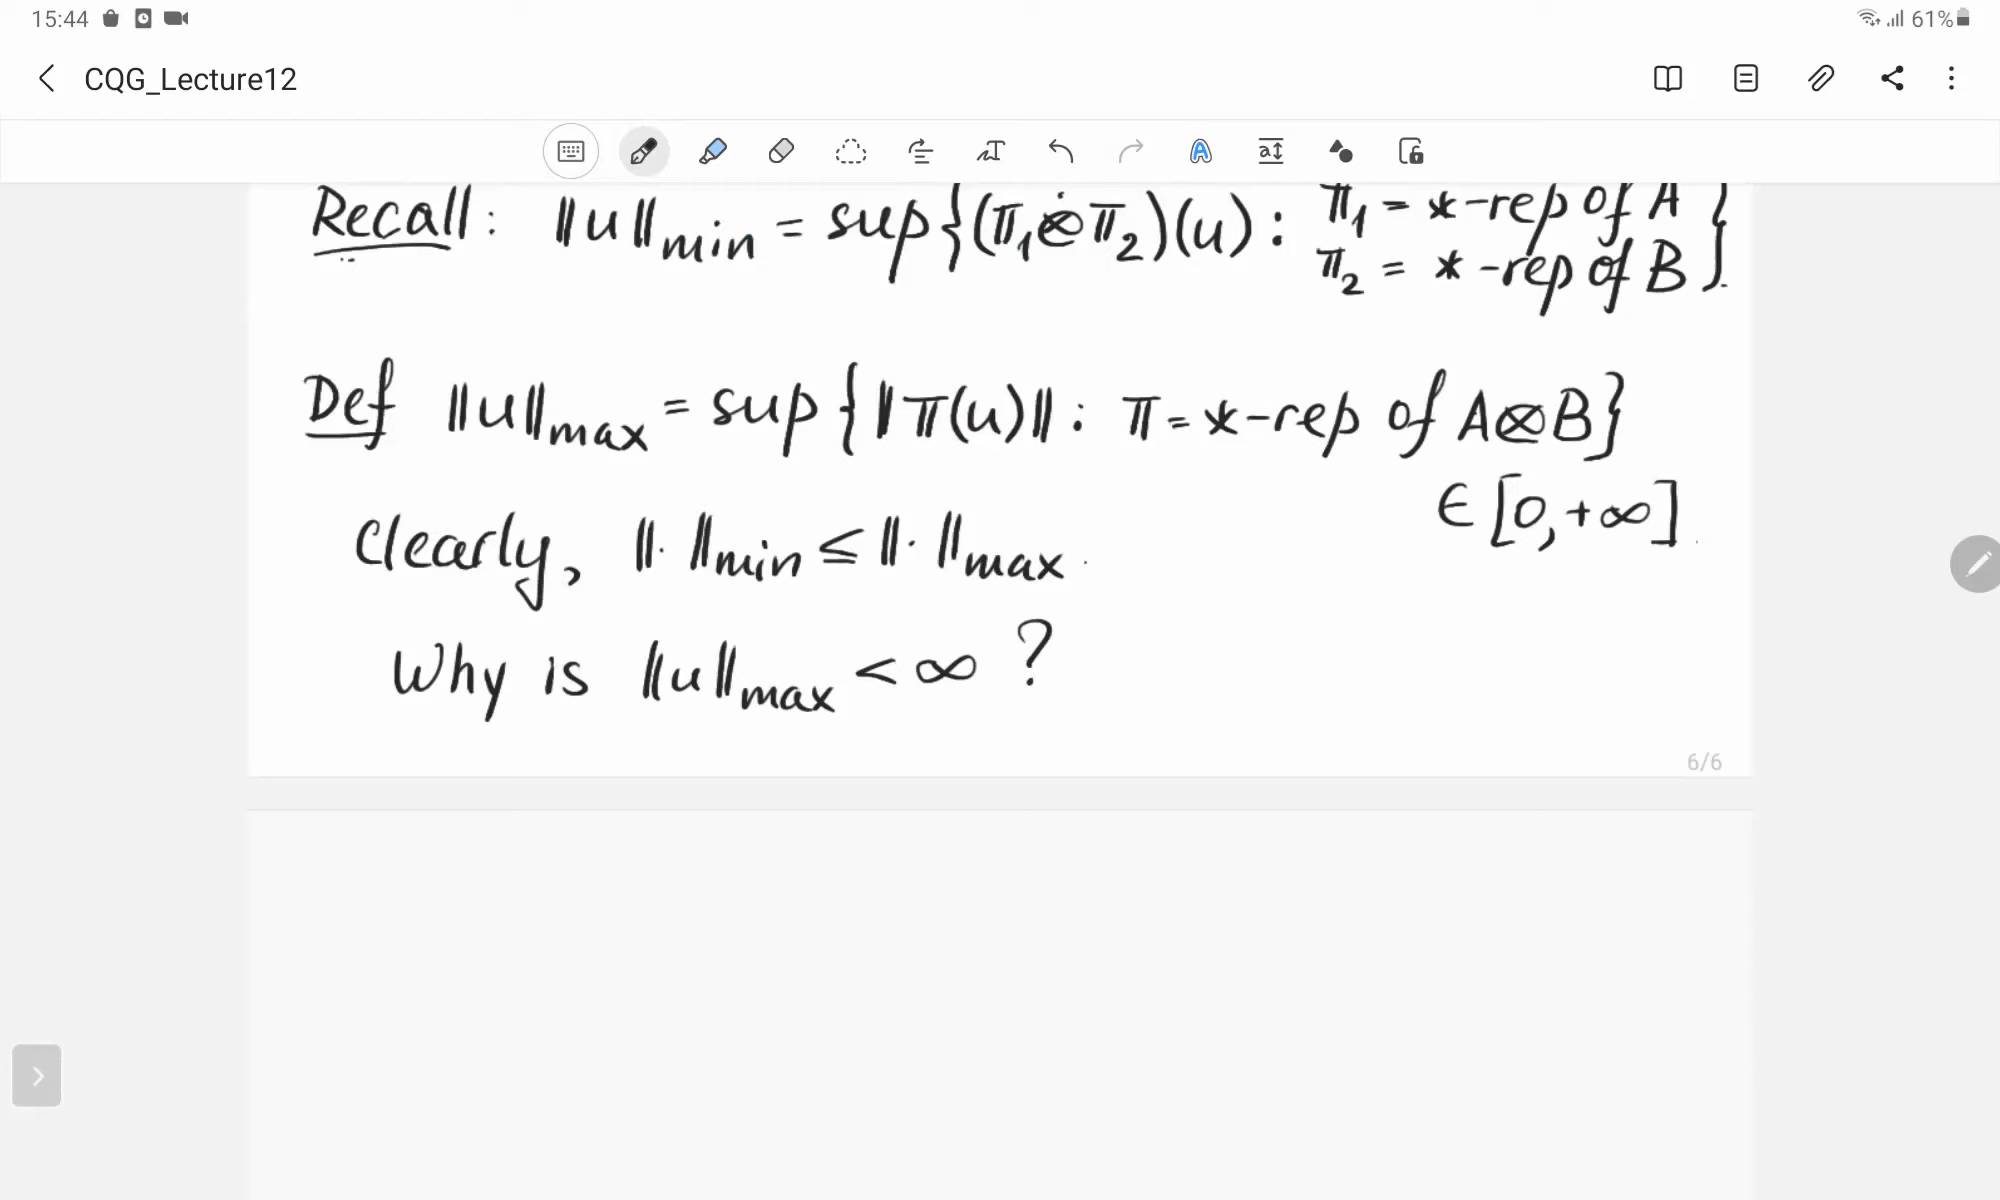 15:44 61%
CQG_Lecture12
Recall: ‖u‖min = sup{(π₁⊗̇π₂)(u): π₁ = *-rep of A
π₂ = *-rep of B}.
Def ‖u‖max = sup{‖π(u)‖: π = *-rep of A⊗B}
∈ [0,+∞].
Clearly, ‖·‖min ≤ ‖·‖max.
Why is ‖u‖max < ∞ ?
6/6